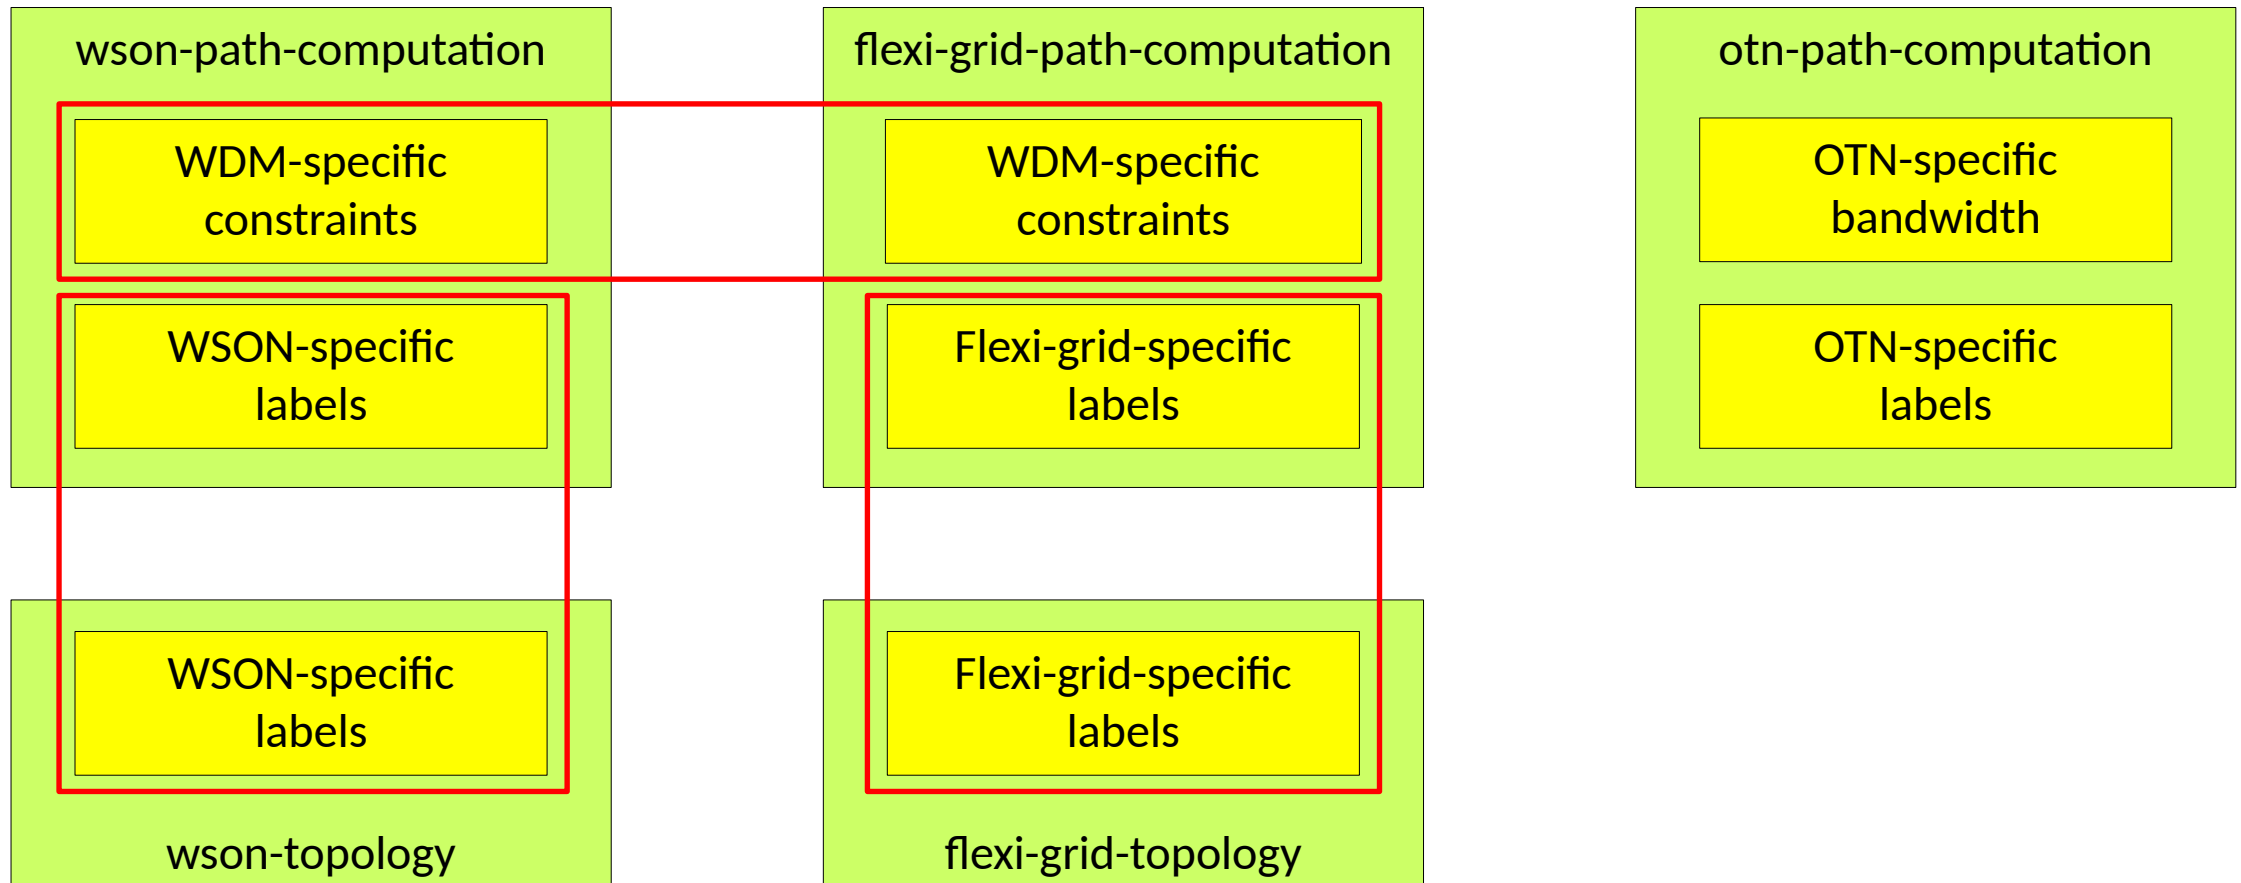 wson-path-computation
WDM-specific
constraints
WSON-specific
labels
flexi-grid-path-computation
WDM-specific
constraints
Flexi-grid-specific
labels
otn-path-computation
OTN-specific
bandwidth
OTN-specific
labels
WSON-specific
labels
wson-topology
Flexi-grid-specific
labels
flexi-grid-topology